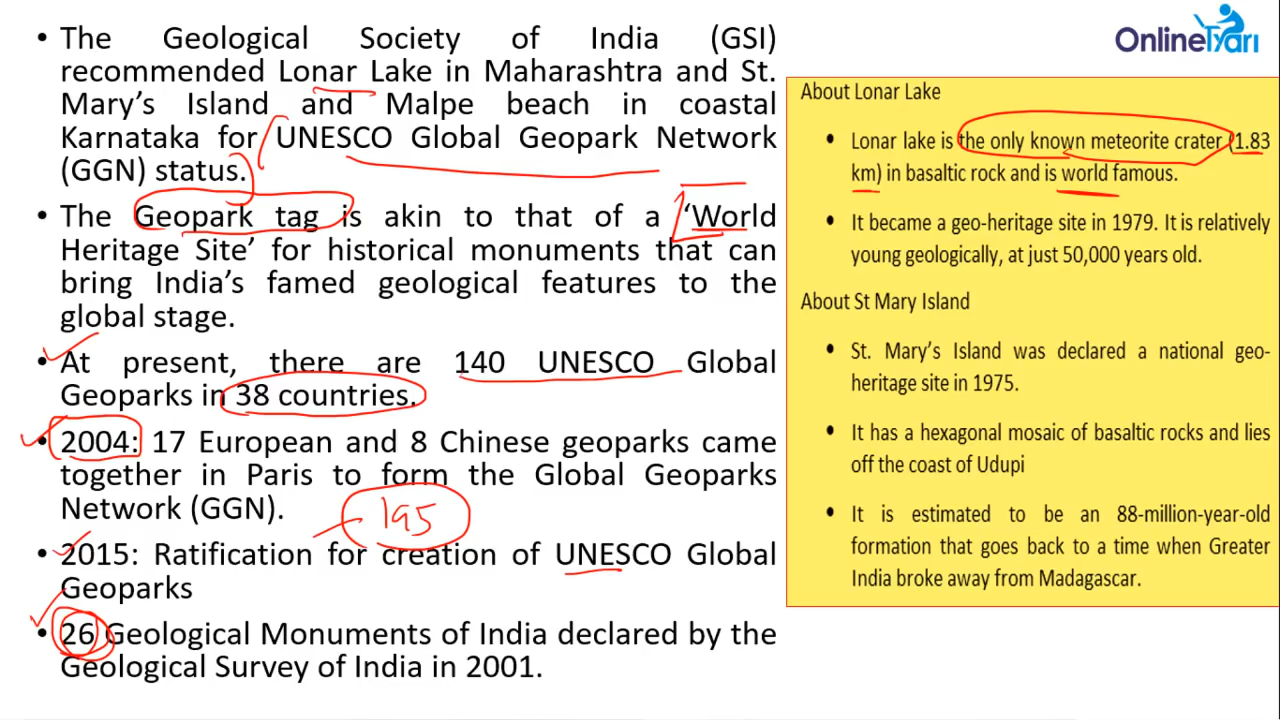 • The Geological Society of India (GSI)
recommended Lonar Lake in Maharashtra and St.
Mary's Island and Malpe beach in coastal
Karnataka for UNESCO Global Geopark Network
(GGN) status.
• The Geopark tag is akin to that of a 'World
Heritage Site' for historical monuments that can
bring India's famed geological features to the
global stage.
• At present, there are 140 UNESCO Global
Geoparks in 38 countries.
• 2004: 17 European and 8 Chinese geoparks came
together in Paris to form the Global Geoparks
Network (GGN).
195
• 2015: Ratification for creation of UNESCO Global
Geoparks
• 26 Geological Monuments of India declared by the
Geological Survey of India in 2001.
OnlineTyari
About Lonar Lake
• Lonar lake is the only known meteorite crater (1.83
km) in basaltic rock and is world famous.
• It became a geo-heritage site in 1979. It is relatively
young geologically, at just 50,000 years old.
About St Mary Island
• St. Mary's Island was declared a national geo-
heritage site in 1975.
• It has a hexagonal mosaic of basaltic rocks and lies
off the coast of Udupi
• It is estimated to be an 88-million-year-old
formation that goes back to a time when Greater
India broke away from Madagascar.